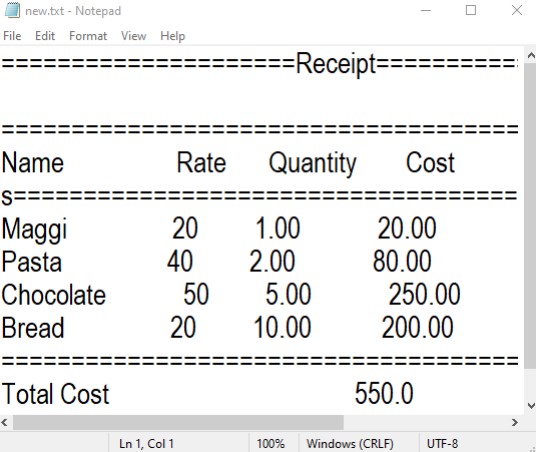 new.txt - Notepad
File Edit Format View Help
=====================Receipt==========
=====================================
Name Rate Quantity Cost
s====================================
Maggi 20 1.00 20.00
Pasta 40 2.00 80.00
Chocolate 50 5.00 250.00
Bread 20 10.00 200.00
=====================================
Total Cost 550.0
Ln 1, Col 1 100% Windows (CRLF) UTF-8